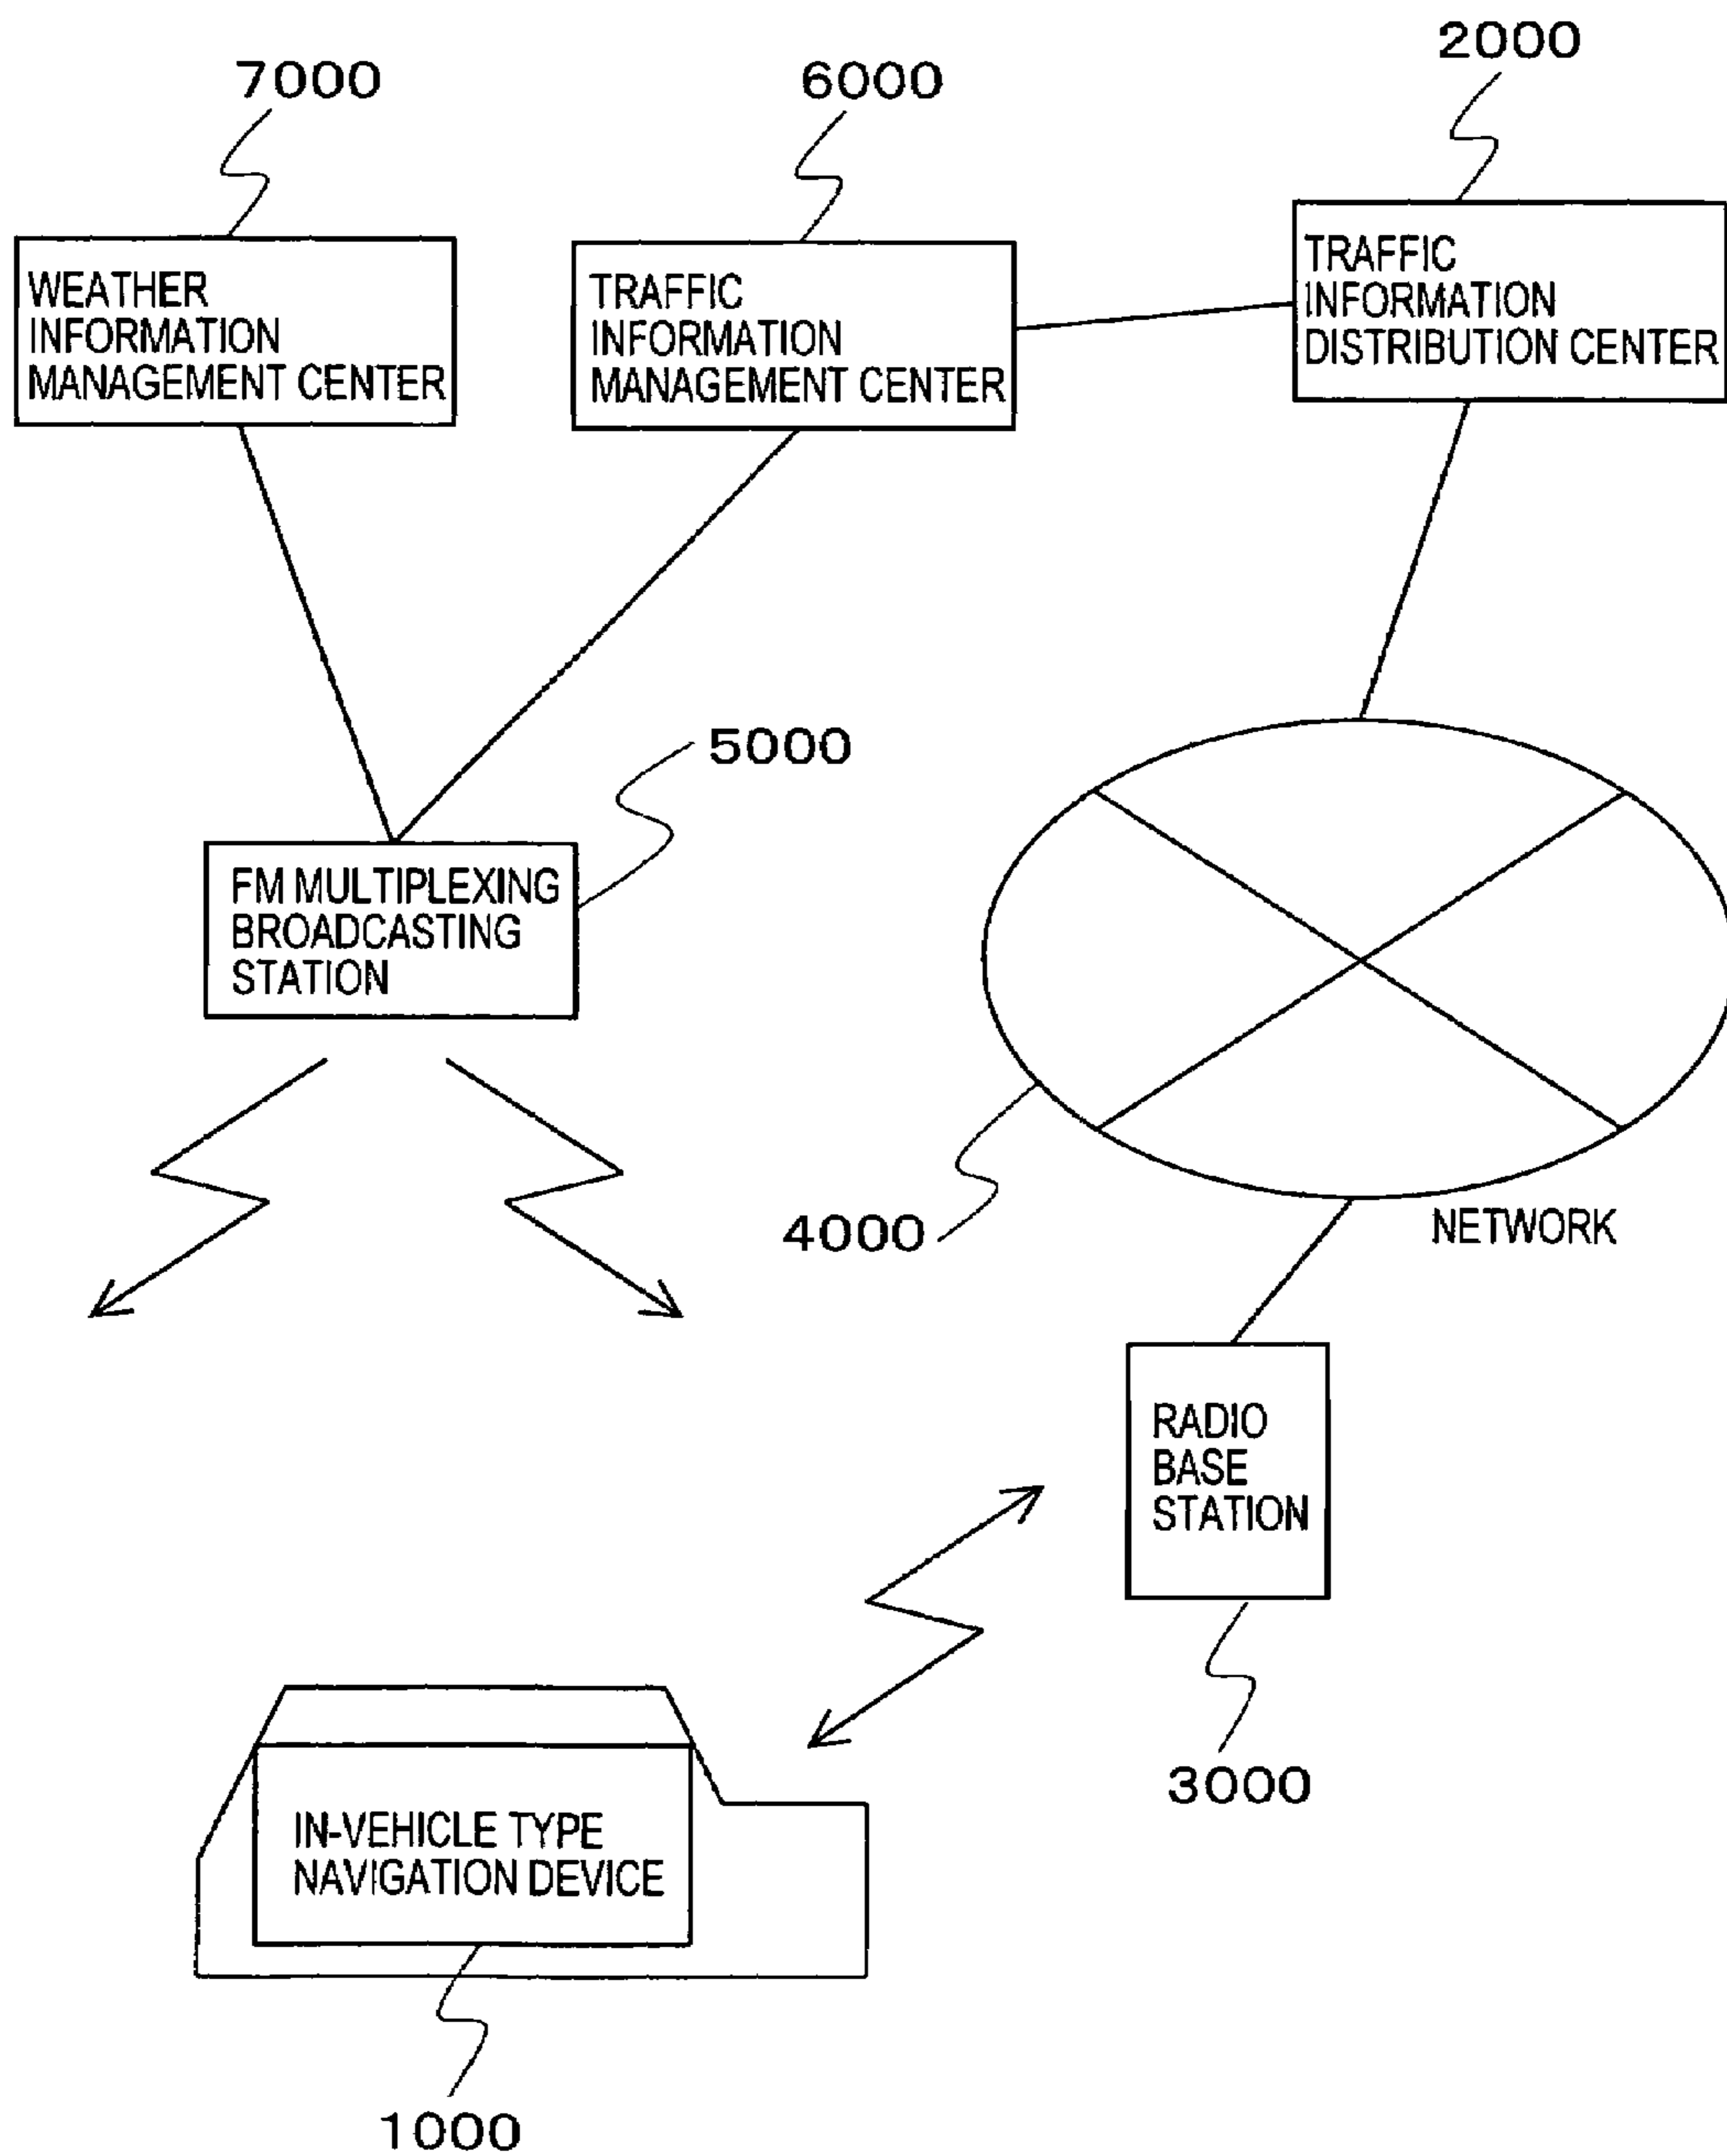 7000
6000
2000
WEATHER
INFORMATION
MANAGEMENT CENTER
TRAFFIC
INFORMATION
MANAGEMENT CENTER
TRAFFIC
INFORMATION
DISTRIBUTION CENTER
5000
FM MULTIPLEXING
BROADCASTING
STATION
4000
NETWORK
RADIO
BASE
STATION
3000
IN-VEHICLE TYPE
NAVIGATION DEVICE
1000